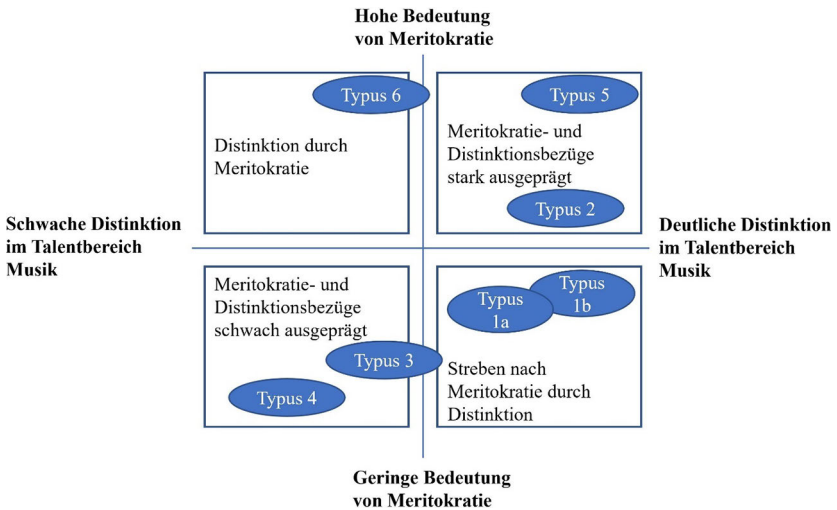 Hohe Bedeutung
von Meritokratie
Typus 6
Distinktion durch
Meritokratie
Typus 5
Meritokratie- und
Distinktionsbezüge
stark ausgeprägt
Typus 2
Schwache Distinktion
im Talentbereich
Musik
Deutliche Distinktion
im Talentbereich
Musik
Meritokratie- und
Distinktionsbezüge
schwach ausgeprägt
Typus 3
Typus 4
Typus
1a
Typus
1b
Streben nach
Meritokratie durch
Distinktion
Geringe Bedeutung
von Meritokratie